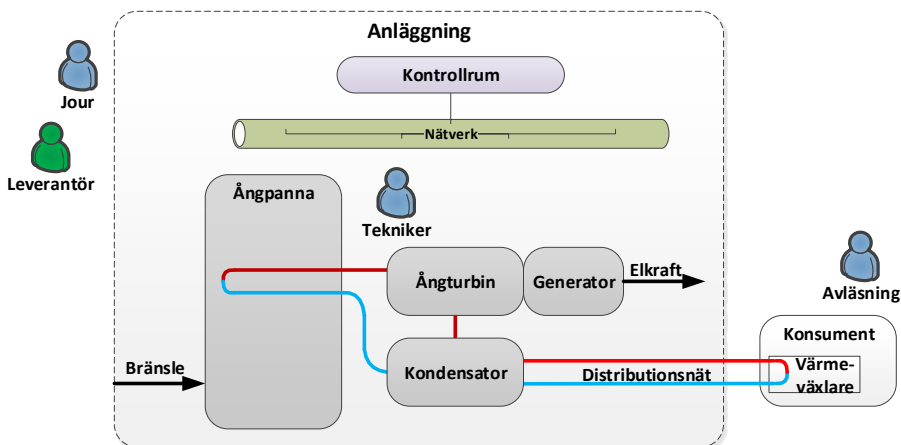 Anläggning
Kontrollrum
Jour
Nätverk
Leverantör
Ångpanna
Tekniker
Ångturbin
Generator
Elkraft
Avläsning
Konsument
Bränsle
Kondensator
Distributionsnät
Värme-
växlare